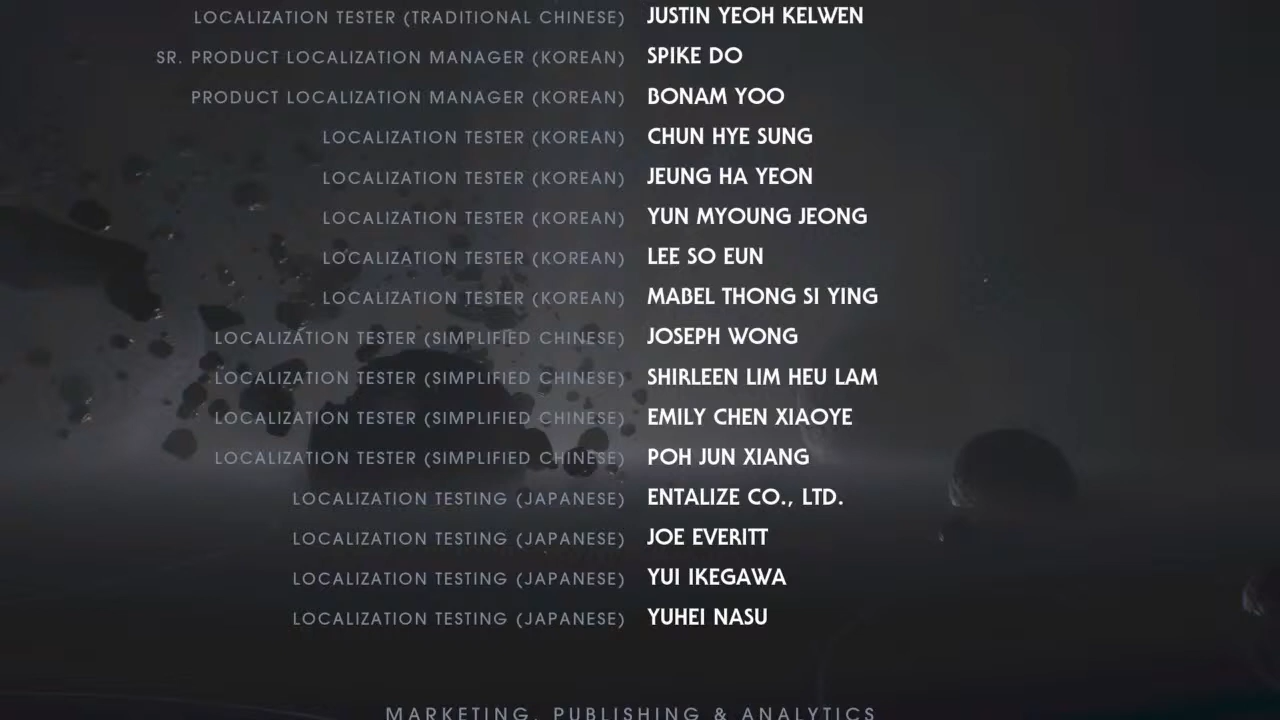 LOCALIZATION TESTER (TRADITIONAL CHINESE) JUSTIN YEOH KELWEN
SR. PRODUCT LOCALIZATION MANAGER (KOREAN) SPIKE DO
PRODUCT LOCALIZATION MANAGER (KOREAN) BONAM YOO
LOCALIZATION TESTER (KOREAN) CHUN HYE SUNG
LOCALIZATION TESTER (KOREAN) JEUNG HA YEON
LOCALIZATION TESTER (KOREAN) YUN MYOUNG JEONG
LOCALIZATION TESTER (KOREAN) LEE SO EUN
LOCALIZATION TESTER (KOREAN) MABEL THONG SI YING
LOCALIZATION TESTER (SIMPLIFIED CHINESE) JOSEPH WONG
LOCALIZATION TESTER (SIMPLIFIED CHINESE) SHIRLEEN LIM HEU LAM
LOCALIZATION TESTER (SIMPLIFIED CHINESE) EMILY CHEN XIAOYE
LOCALIZATION TESTER (SIMPLIFIED CHINESE) POH JUN XIANG
LOCALIZATION TESTING (JAPANESE) ENTALIZE CO., LTD.
LOCALIZATION TESTING (JAPANESE) JOE EVERITT
LOCALIZATION TESTING (JAPANESE) YUI IKEGAWA
LOCALIZATION TESTING (JAPANESE) YUHEI NASU
MARKETING, PUBLISHING & ANALYTICS